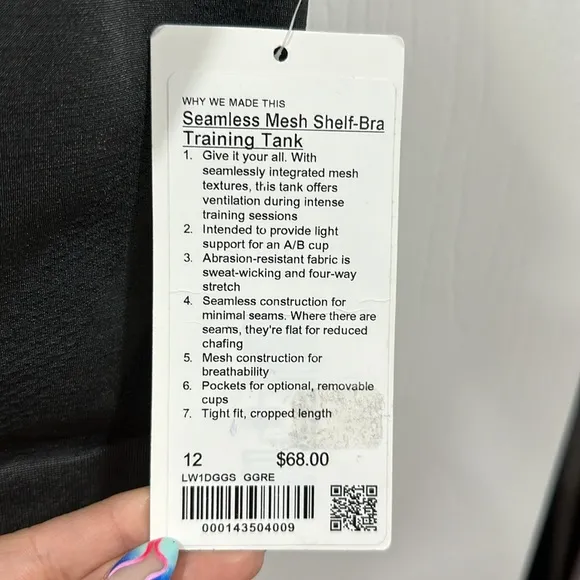 WHY WE MADE THIS
Seamless Mesh Shelf-Bra
Training Tank
1. Give it your all. With
seamlessly integrated mesh
textures, this tank offers
ventilation during intense
training sessions
2. Intended to provide light
support for an A/B cup
3. Abrasion-resistant fabric is
sweat-wicking and four-way
stretch
4. Seamless construction for
minimal seams. Where there are
seams, they're flat for reduced
chafing
5. Mesh construction for
breathability
6. Pockets for optional, removable
cups
7. Tight fit, cropped length
12 $68.00
LW1DGGS GGRE
000143504009